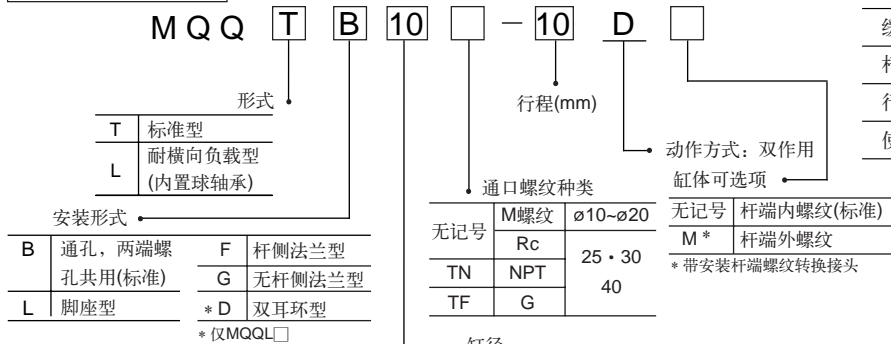 MQQ T B 10 □ － 10 D □
形式
T 标准型
L 耐横向负载型
(内置球轴承)
安装形式
B 通孔，两端螺
孔共用(标准)
L 脚座型
F 杆侧法兰型
G 无杆侧法兰型
*D 双耳环型
* 仅MQQL□
行程(mm)
通口螺纹种类
无记号 M螺纹 ø10~ø20
Rc 25・30
40
TN NPT
TF G
动作方式：双作用
缸体可选项
无记号 杆端内螺纹(标准)
M* 杆端外螺纹
* 带安装杆端螺纹转换接头